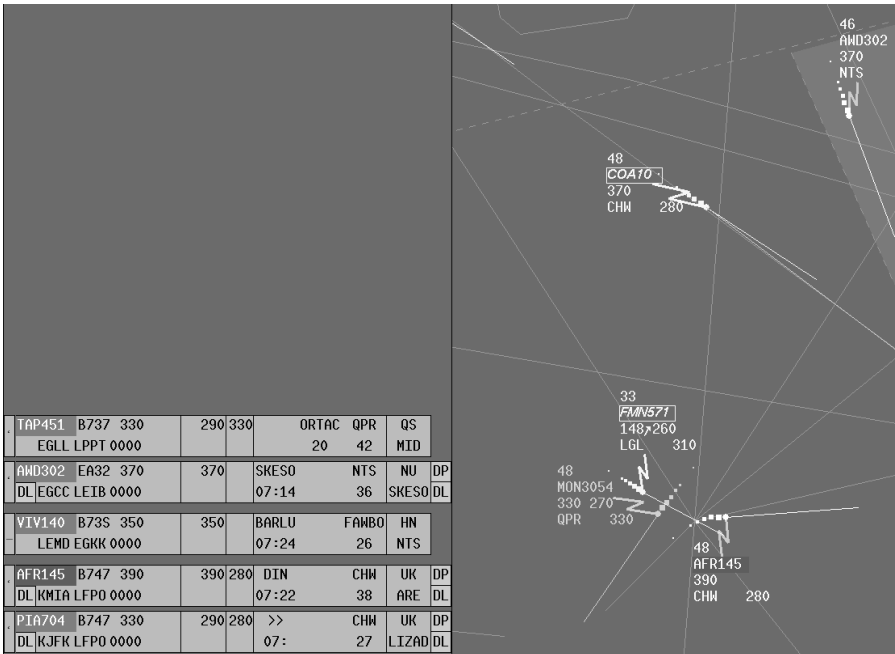 TAP451 B737 330 290 330 ORTAC QPR QS
EGLL LPPT 0000 20 42 MID
AWD302 EA32 370 370 SKESO NTS NU DP
DL EGCC LEIB 0000 07:14 36 SKESO DL
VIV140 B73S 350 350 BARLU FAWBO HN
LEMD EGKK 0000 07:24 26 NTS
AFR145 B747 390 390 280 DIN CHW UK DP
DL KMIA LFPO 0000 07:22 38 ARE DL
PIA704 B747 330 290 280 >> CHW UK DP
DL KJFK LFPO 0000 07: 27 LIZAD DL
46
AWD302
370
NTS
48
COA10
370
CHW 280
33
FMN571
148↗260
LGL 310
48
MON3054
330 270
QPR 330
48
AFR145
390
CHW 280